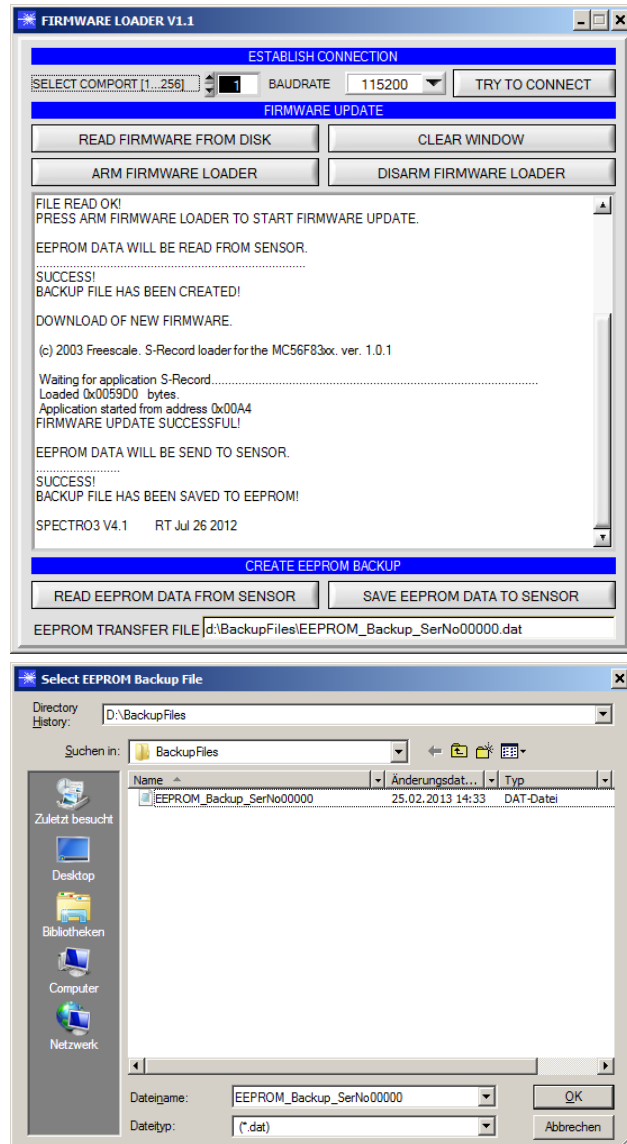 FIRMWARE LOADER V1.1
ESTABLISH CONNECTION
SELECT COMPORT [1...256] 1 BAUDRATE 115200 TRY TO CONNECT
FIRMWARE UPDATE
READ FIRMWARE FROM DISK CLEAR WINDOW
ARM FIRMWARE LOADER DISARM FIRMWARE LOADER
FILE READ OK!
PRESS ARM FIRMWARE LOADER TO START FIRMWARE UPDATE.
EEPROM DATA WILL BE READ FROM SENSOR.
................................................................................
SUCCESS!
BACKUP FILE HAS BEEN CREATED!
DOWNLOAD OF NEW FIRMWARE.
(c) 2003 Freescale. S-Record loader for the MC56F83xx. ver. 1.0.1
Waiting for application S-Record..........................................................................................
Loaded 0x0059D0 bytes.
Application started from address 0x00A4
FIRMWARE UPDATE SUCCESSFUL!
EEPROM DATA WILL BE SEND TO SENSOR.
.........................
SUCCESS!
BACKUP FILE HAS BEEN SAVED TO EEPROM!
SPECTRO3 V4.1 RT Jul 26 2012
CREATE EEPROM BACKUP
READ EEPROM DATA FROM SENSOR SAVE EEPROM DATA TO SENSOR
EEPROM TRANSFER FILE d:\BackupFiles\EEPROM_Backup_SerNo00000.dat
Select EEPROM Backup File
Directory
History: D:\BackupFiles
Suchen in: BackupFiles
Name Änderungsdat... Typ
EEPROM_Backup_SerNo00000 25.02.2013 14:33 DAT-Datei
Zuletzt besucht
Desktop
Bibliotheken
Computer
Netzwerk
Dateiname: EEPROM_Backup_SerNo00000 OK
Dateityp: (*.dat) Abbrechen